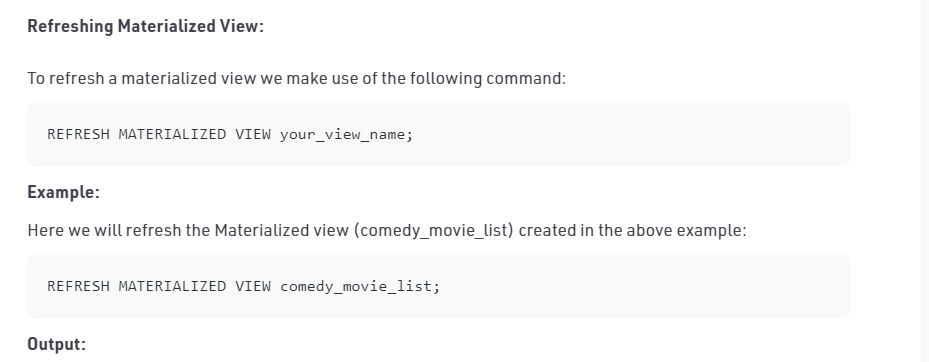 Refreshing Materialized View:
To refresh a materialized view we make use of the following command:
REFRESH MATERIALIZED VIEW your_view_name;
Example:
Here we will refresh the Materialized view (comedy_movie_list) created in the above example:
REFRESH MATERIALIZED VIEW comedy_movie_list;
Output: